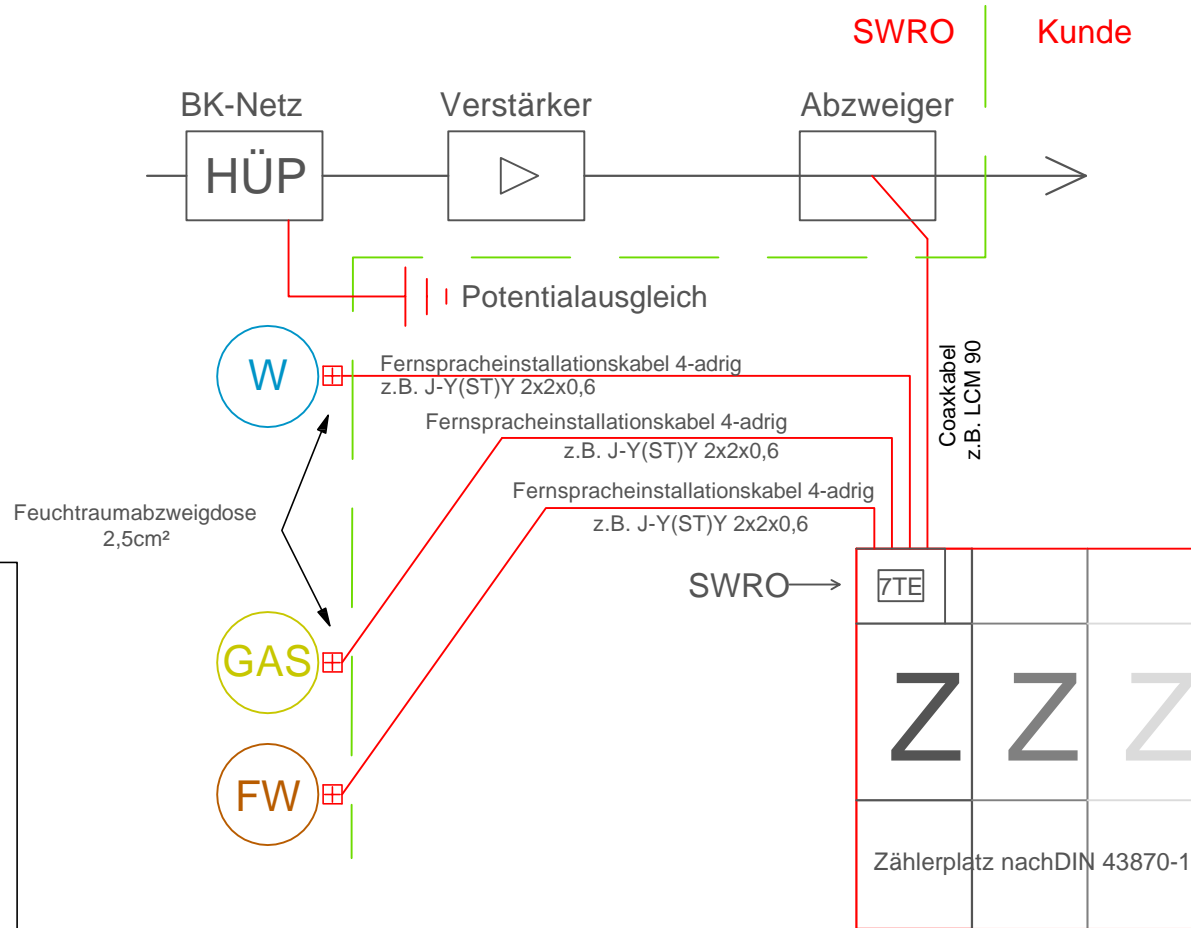 SWRO
Kunde
BK-Netz
Verstärker
Abzweiger
HÜP
Potentialausgleich
W
Fernspracheinstallationskabel 4-adrig
z.B. J-Y(ST)Y 2x2x0,6
Coaxkabel
z.B. LCM 90
Fernspracheinstallationskabel 4-adrig
z.B. J-Y(ST)Y 2x2x0,6
Fernspracheinstallationskabel 4-adrig
z.B. J-Y(ST)Y 2x2x0,6
Feuchtraumabzweigdose
2,5cm²
SWRO
7TE
GAS
Z
Z
Z
FW
Zählerplatz nachDIN 43870-1